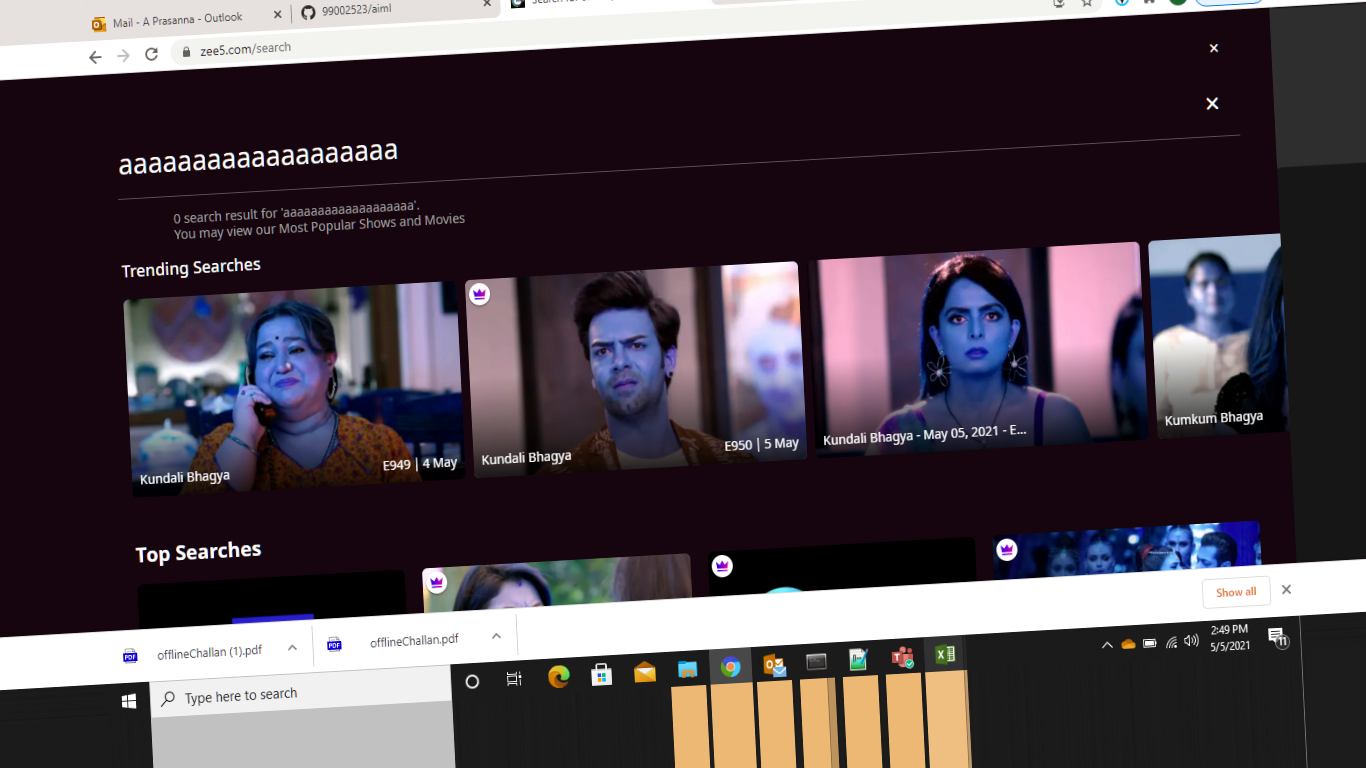 Mail - A Prasanna - Outlook
99002523/aiml
zee5.com/search
aaaaaaaaaaaaaaaaaaa
0 search result for 'aaaaaaaaaaaaaaaaaaa'.
You may view our Most Popular Shows and Movies
Trending Searches
Kundali Bhagya
E949 | 4 May
Kundali Bhagya
E950 | 5 May
Kundali Bhagya - May 05, 2021 - E...
Kumkum Bhagya
Top Searches
Show all
PDF
offlineChallan (1).pdf
PDF
offlineChallan.pdf
Type here to search
2:49 PM
5/5/2021
11